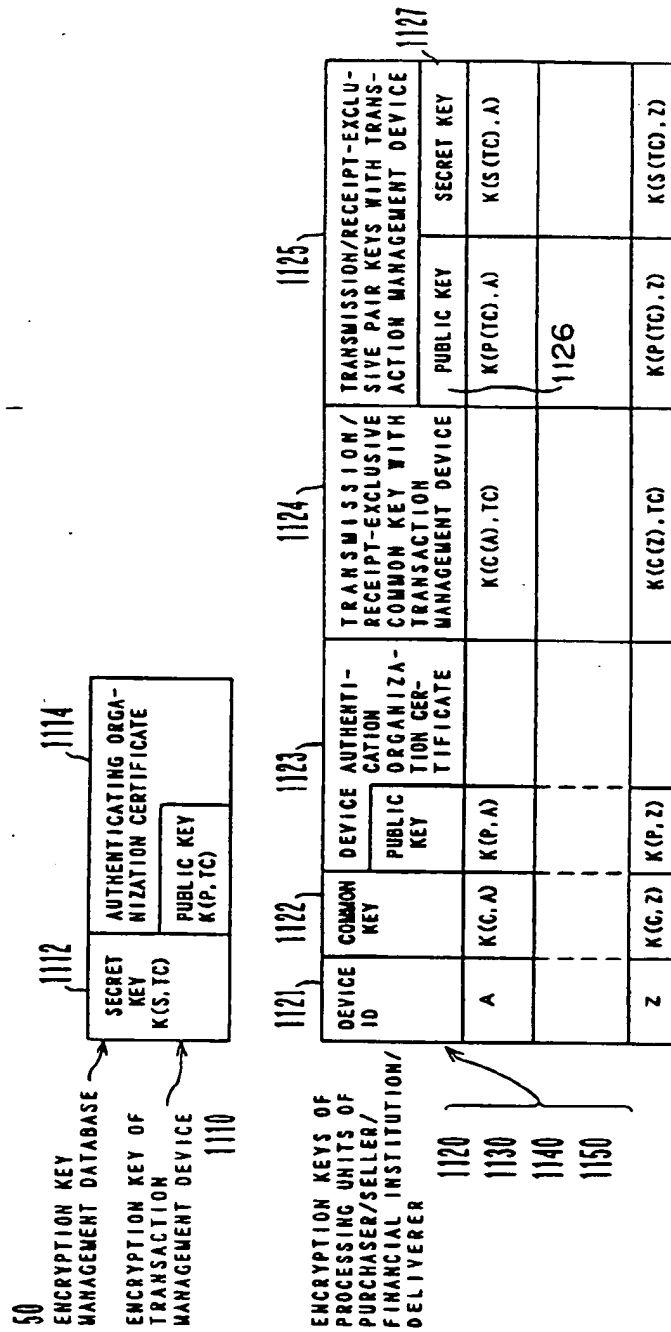 50
ENCRYPTION KEY
MANAGEMENT DATABASE
ENCRYPTION KEY OF
TRANSACTION
MANAGEMENT DEVICE
1110
1112
1114
SECRET
KEY
K(S,TC)
AUTHENTICATING ORGA-
NIZATION CERTIFICATE
PUBLIC KEY
K(P,TC)
ENCRYPTION KEYS OF
PROCESSING UNITS OF
PURCHASER/SELLER/
FINANCIAL INSTITUTION/
DELIVERER
1120
1130
1140
1150
1121
1122
1123
1124
1125
DEVICE
ID
COMMON
KEY
DEVICE AUTHENTI-
CATION
ORGANIZA-
TION CER-
TIFICATE
PUBLIC
KEY
TRANSMISSION/
RECEIPT-EXCLUSIVE
COMMON KEY WITH
TRANSACTION
MANAGEMENT DEVICE
TRANSMISSION/RECEIPT-EXCLU-
SIVE PAIR KEYS WITH TRANS-
ACTION MANAGEMENT DEVICE
PUBLIC KEY
SECRET KEY
1127
1126
A
K(C,A)
K(P,A)
K(C(A),TC)
K(P(TC),A)
K(S(TC),A)
Z
K(C,Z)
K(P,Z)
K(C(Z),TC)
K(P(TC),Z)
K(S(TC),Z)